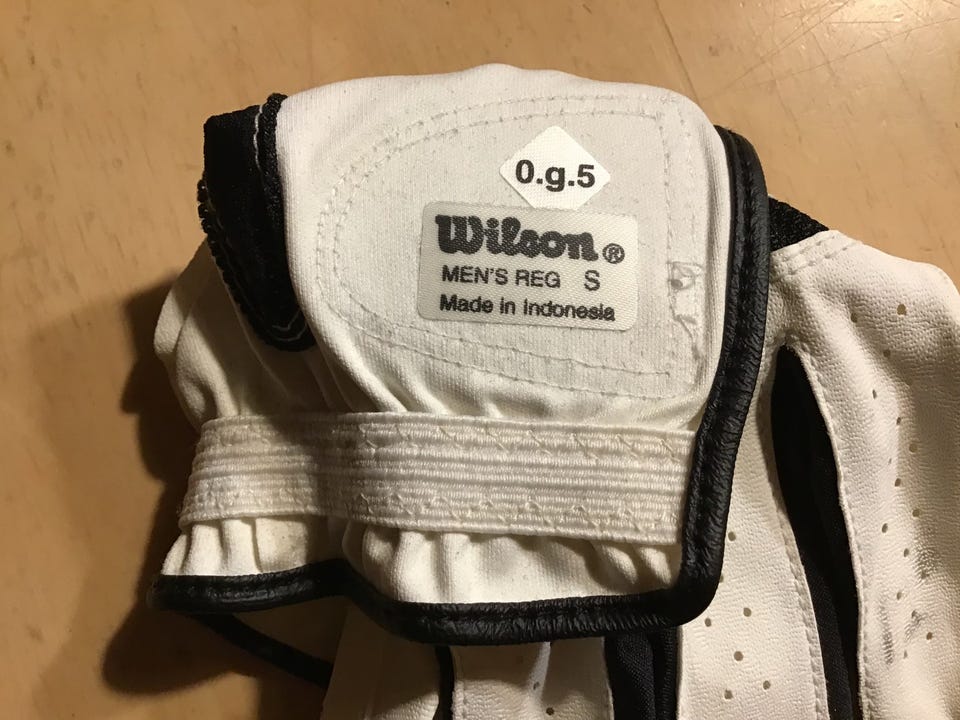 0.g.5
Wilson®
MEN'S REG S
Made in Indonesia